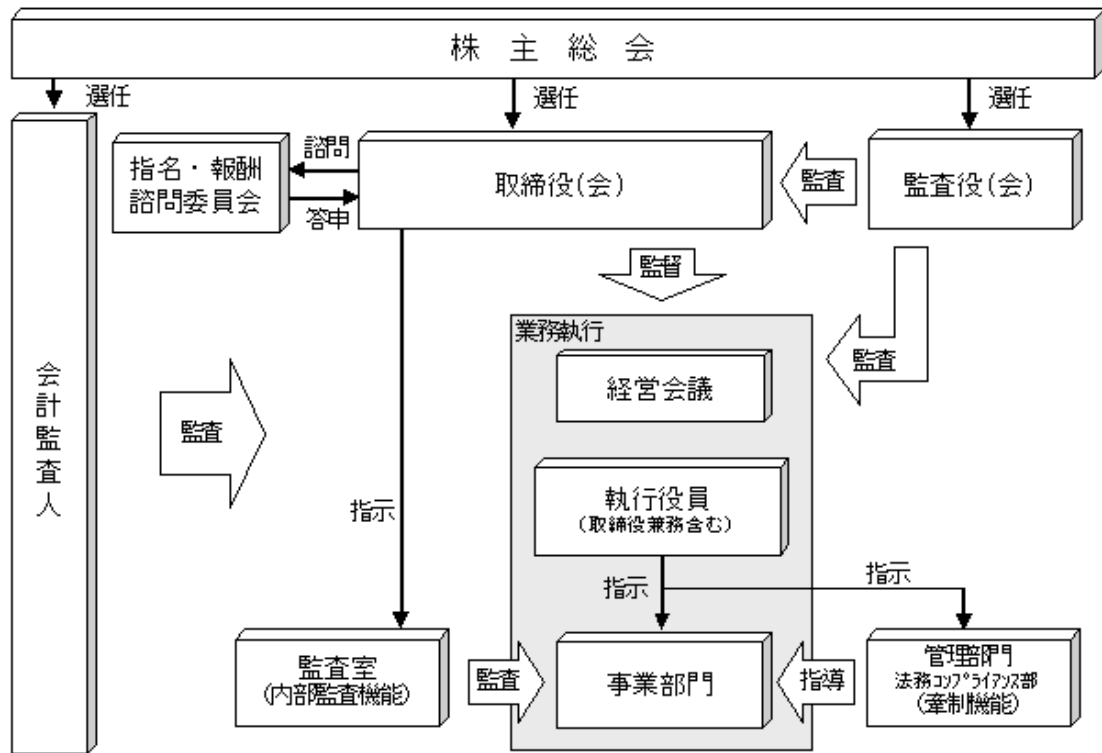 株主総会
選任
選任
選任
指名・報酬
諮問委員会
諮問
答申
取締役(会)
監査
監査役(会)
監督
業務執行
経営会議
監査
会計監査人
監査
執行役員
(取締役兼務含む)
指示
指示
指示
監査室
(内部監査機能)
監査
事業部門
指導
管理部門
法務ｺﾝﾌﾟﾗｲｱﾝｽ部
(牽制機能)